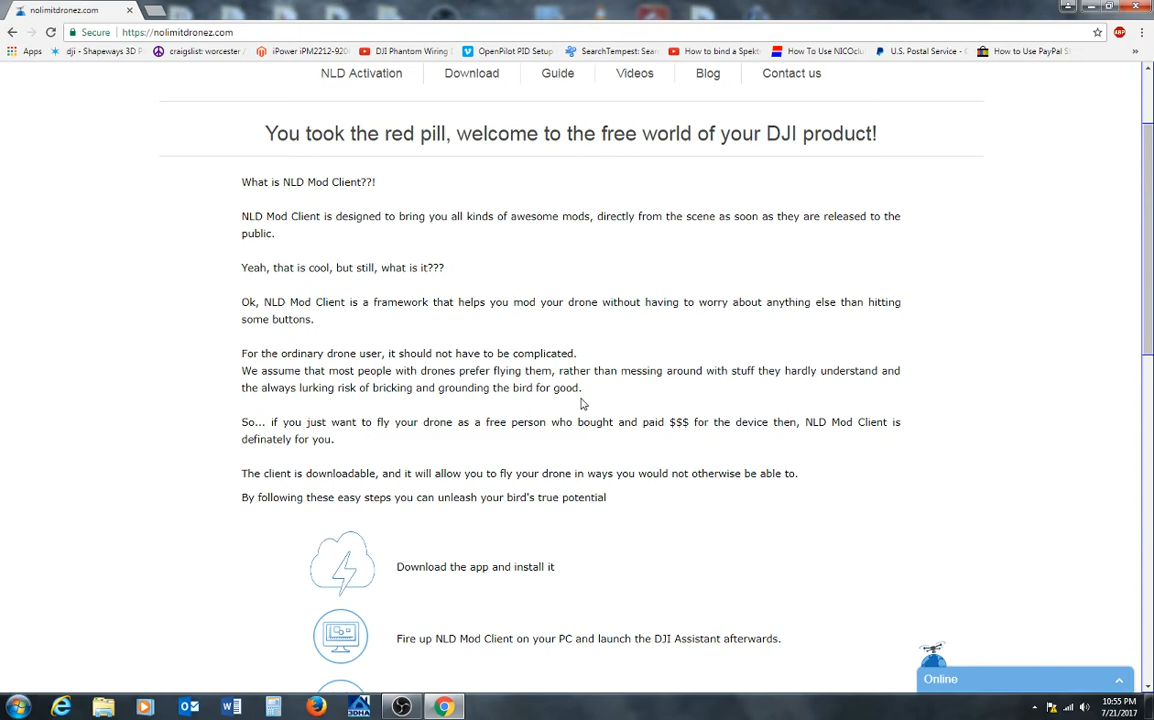 nolimitdronez.com
Secure https://nolimitdronez.com
Apps dji - Shapeways 3D P craigslist: worcester iPower iPM2212-920 DJI Phantom Wiring OpenPilot PID Setup SearchTempest: Sear How to bind a Spekt How To Use NICOclu U.S. Postal Service - How to Use PayPal S »
NLD Activation Download Guide Videos Blog Contact us
You took the red pill, welcome to the free world of your DJI product!
What is NLD Mod Client??!
NLD Mod Client is designed to bring you all kinds of awesome mods, directly from the scene as soon as they are released to the
public.
Yeah, that is cool, but still, what is it???
Ok, NLD Mod Client is a framework that helps you mod your drone without having to worry about anything else than hitting
some buttons.
For the ordinary drone user, it should not have to be complicated.
We assume that most people with drones prefer flying them, rather than messing around with stuff they hardly understand and
the always lurking risk of bricking and grounding the bird for good.
So... if you just want to fly your drone as a free person who bought and paid $$$ for the device then, NLD Mod Client is
definately for you.
The client is downloadable, and it will allow you to fly your drone in ways you would not otherwise be able to.
By following these easy steps you can unleash your bird's true potential
Download the app and install it
Fire up NLD Mod Client on your PC and launch the DJI Assistant afterwards.
Online
3DHA
10:55 PM
7/21/2017